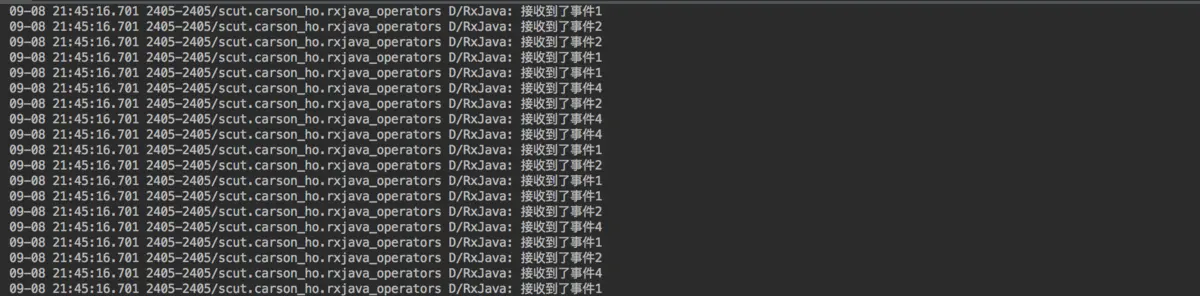 09-08 21:45:16.701 2405-2405/scut.carson_ho.rxjava_operators D/RxJava: 接收到了事件1
09-08 21:45:16.701 2405-2405/scut.carson_ho.rxjava_operators D/RxJava: 接收到了事件2
09-08 21:45:16.701 2405-2405/scut.carson_ho.rxjava_operators D/RxJava: 接收到了事件2
09-08 21:45:16.701 2405-2405/scut.carson_ho.rxjava_operators D/RxJava: 接收到了事件1
09-08 21:45:16.701 2405-2405/scut.carson_ho.rxjava_operators D/RxJava: 接收到了事件1
09-08 21:45:16.701 2405-2405/scut.carson_ho.rxjava_operators D/RxJava: 接收到了事件4
09-08 21:45:16.701 2405-2405/scut.carson_ho.rxjava_operators D/RxJava: 接收到了事件2
09-08 21:45:16.701 2405-2405/scut.carson_ho.rxjava_operators D/RxJava: 接收到了事件4
09-08 21:45:16.701 2405-2405/scut.carson_ho.rxjava_operators D/RxJava: 接收到了事件4
09-08 21:45:16.701 2405-2405/scut.carson_ho.rxjava_operators D/RxJava: 接收到了事件1
09-08 21:45:16.701 2405-2405/scut.carson_ho.rxjava_operators D/RxJava: 接收到了事件2
09-08 21:45:16.701 2405-2405/scut.carson_ho.rxjava_operators D/RxJava: 接收到了事件1
09-08 21:45:16.701 2405-2405/scut.carson_ho.rxjava_operators D/RxJava: 接收到了事件1
09-08 21:45:16.701 2405-2405/scut.carson_ho.rxjava_operators D/RxJava: 接收到了事件2
09-08 21:45:16.701 2405-2405/scut.carson_ho.rxjava_operators D/RxJava: 接收到了事件4
09-08 21:45:16.701 2405-2405/scut.carson_ho.rxjava_operators D/RxJava: 接收到了事件1
09-08 21:45:16.701 2405-2405/scut.carson_ho.rxjava_operators D/RxJava: 接收到了事件2
09-08 21:45:16.701 2405-2405/scut.carson_ho.rxjava_operators D/RxJava: 接收到了事件4
09-08 21:45:16.701 2405-2405/scut.carson_ho.rxjava_operators D/RxJava: 接收到了事件1